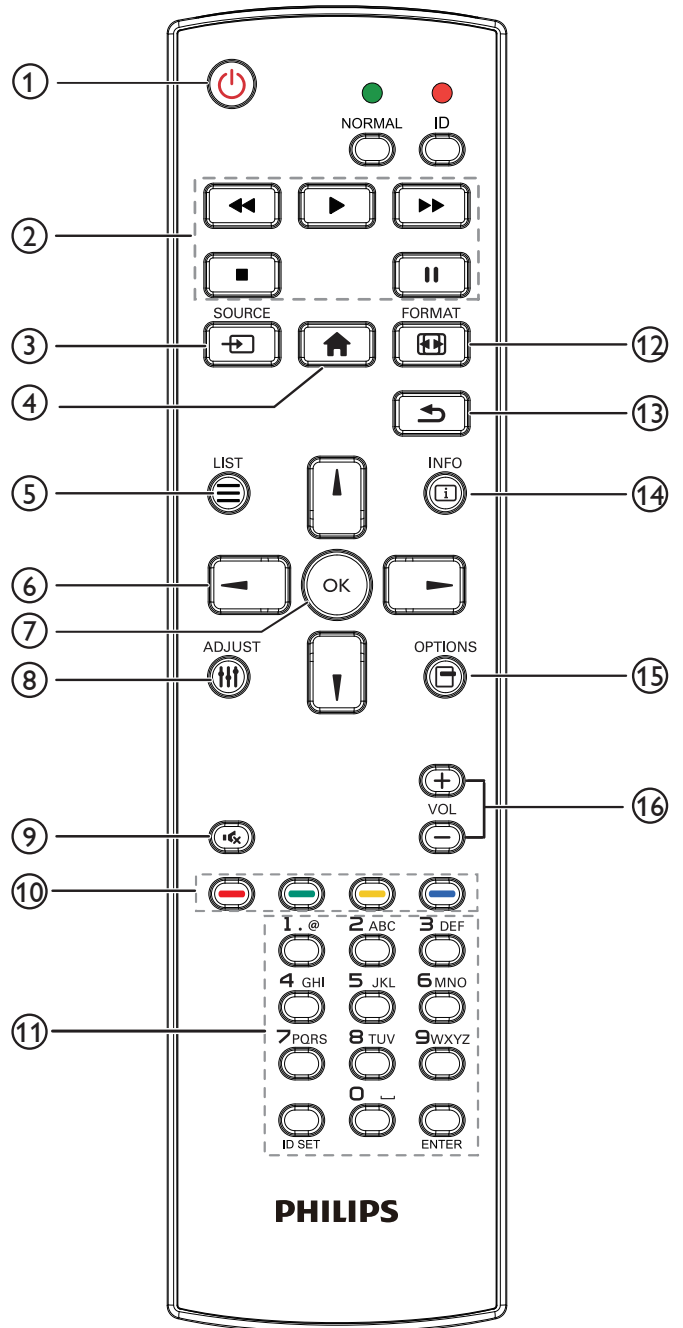 1
NORMAL ID
2
SOURCE FORMAT
3 12
4 13
LIST INFO
5 14
6 OK
7
ADJUST OPTIONS
8 15
VOL 16
9
10
1 . @ 2 ABC 3 DEF
4 GHI 5 JKL 6 MNO
11 7 PQRS 8 TUV 9 WXYZ
0 ⎵
ID SET ENTER
PHILIPS